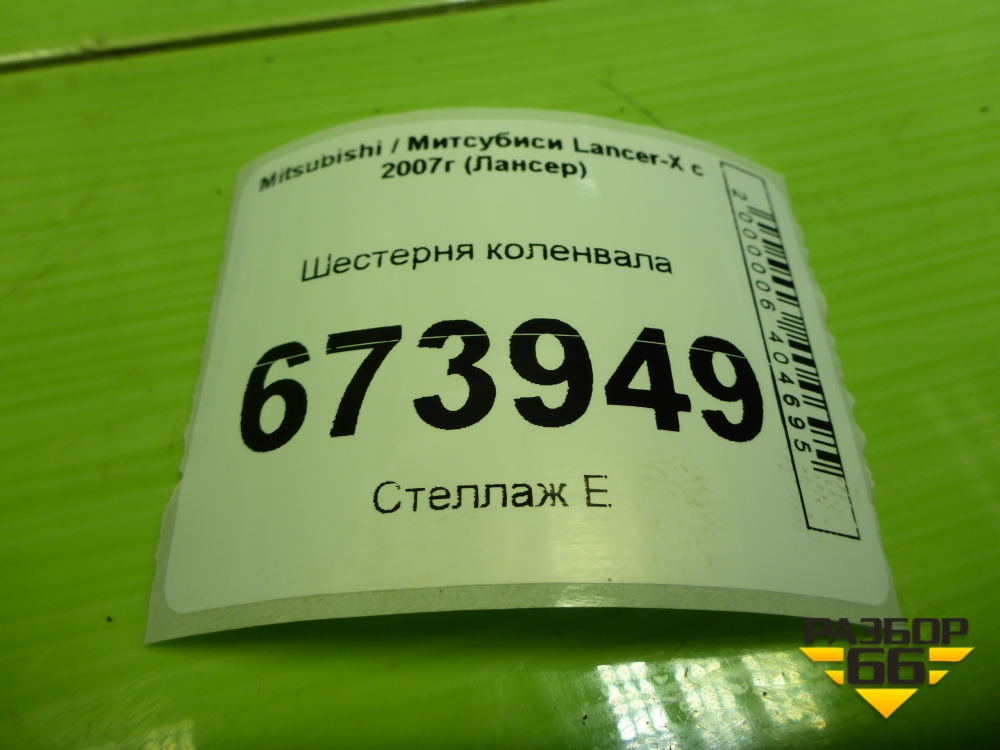 Mitsubishi / Митсубиси Lancer-X с
2007г (Лансер)
Шестерня коленвала
673949
Стеллаж Е
2000006404695
РАЗБОР
66